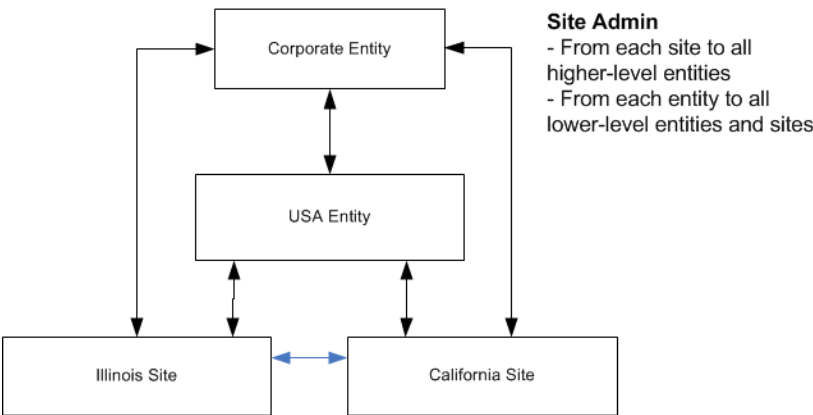 Corporate Entity
Site Admin
- From each site to all
higher-level entities
- From each entity to all
lower-level entities and sites
USA Entity
Illinois Site
California Site